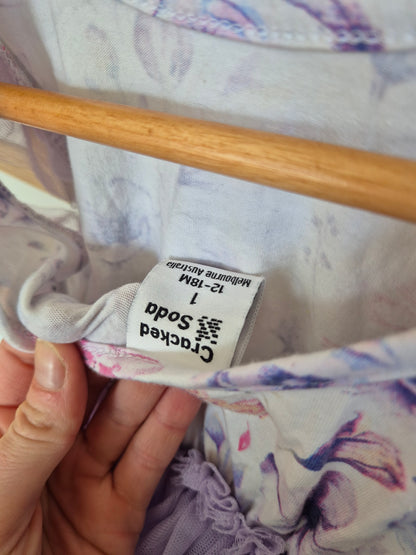 Cracked
Soda
1
12-18M
Melbourne Australia